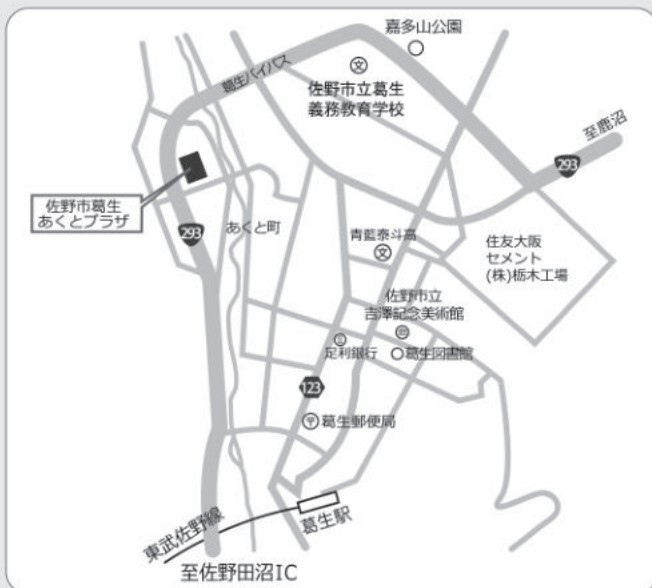 嘉多山公園
葛生バイパス
佐野市立葛生
義務教育学校
至鹿沼
293
佐野市葛生
あくとプラザ
293
あくと町
青藍泰斗高
住友大阪
セメント
(株)栃木工場
佐野市立
吉澤記念美術館
足利銀行
葛生図書館
123
葛生郵便局
東武佐野線
葛生駅
至佐野田沼IC